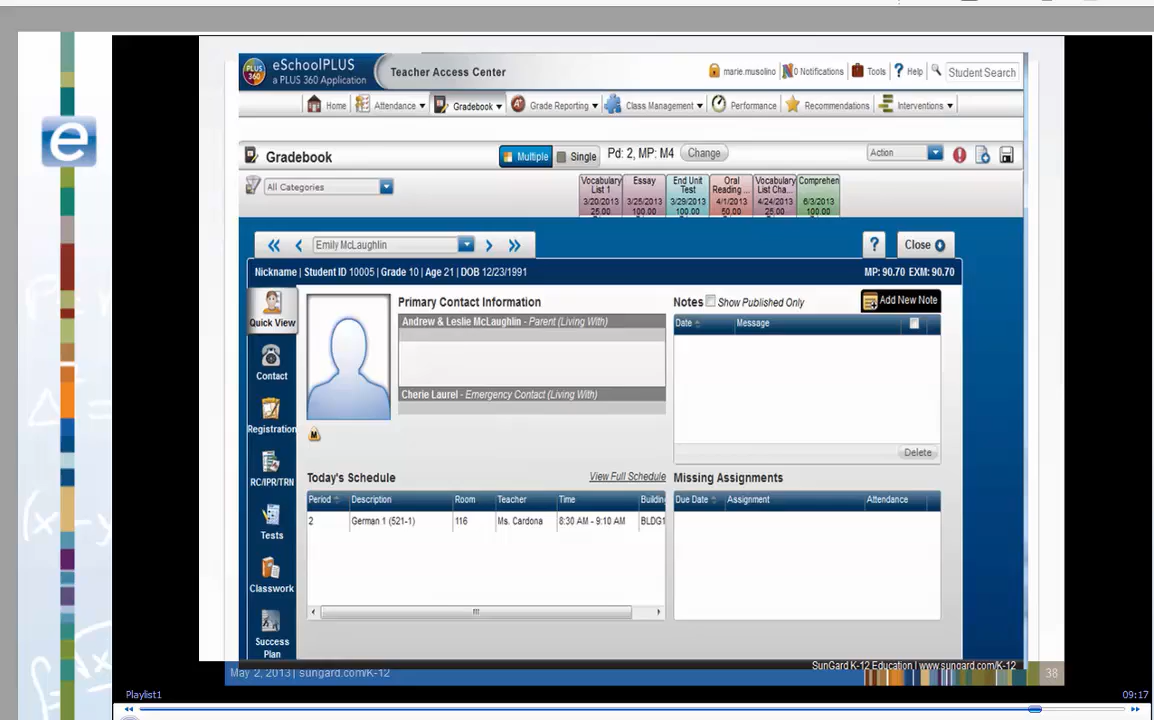 eSchoolPLUS
a PLUS 360 Application
PLUS 360
Teacher Access Center
marie.musolino
0 Notifications
Tools
? Help
Student Search
Home
Attendance
Gradebook
Grade Reporting
Class Management
Performance
Recommendations
Interventions
Gradebook
Multiple
Single
Pd: 2, MP: M4
Change
Action
All Categories
Vocabulary List 1 3/20/2013 25.00
Essay 3/25/2013 100.00
End Unit Test 3/29/2013 100.00
Oral Reading ... 4/1/2013 50.00
Vocabulary List Cha... 4/24/2013 25.00
Comprehen 6/3/2013 100.00
e
Emily McLaughlin
?
Close
Nickname | Student ID 10005 | Grade 10 | Age 21 | DOB 12/23/1991
MP: 90.70 EXM: 90.70
Quick View
Contact
Registration
RC/IPR/TRN
Tests
Classwork
Success
Plan
Primary Contact Information
Andrew & Leslie McLaughlin - Parent (Living With)
Cherie Laurel - Emergency Contact (Living With)
M
Notes
Show Published Only
Add New Note
Date
Message
Delete
Today's Schedule
View Full Schedule
Period Description Room Teacher Time Building
2 German 1 (521-1) 116 Ms. Cardona 8:30 AM - 9:10 AM BLDG1
Missing Assignments
Due Date Assignment Attendance
SunGard K-12 Education | www.sungard.com/K-12
May 2, 2013 | sungard.com/K-12
38
Playlist1
09:17